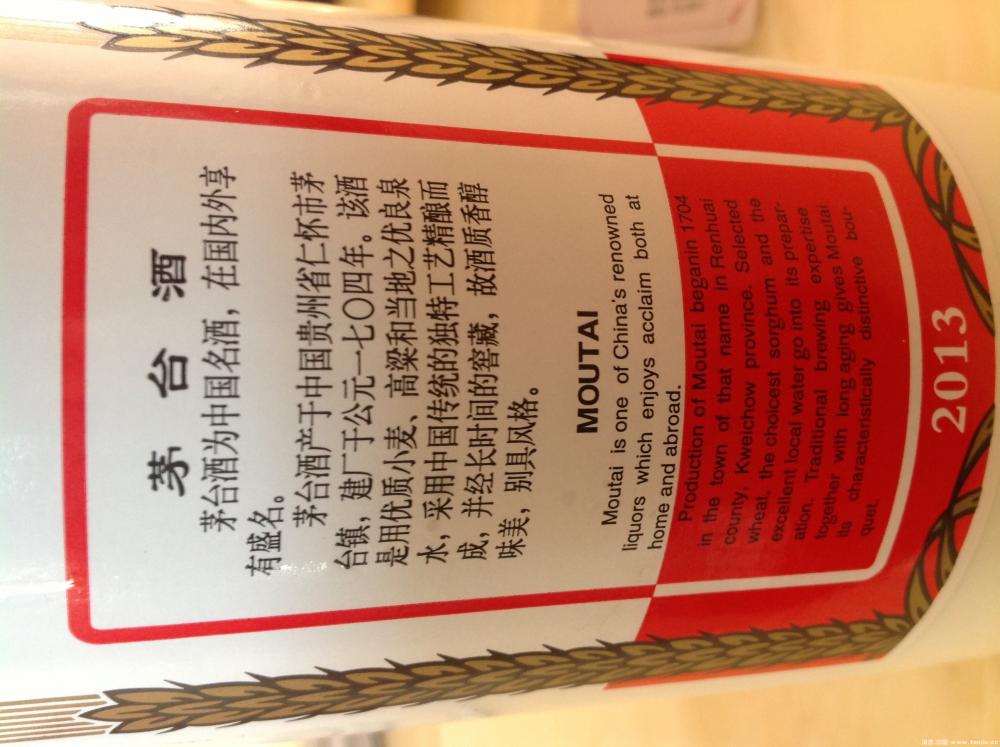 茅台酒
茅台酒为中国名酒，在国内外享
有盛名。
茅台酒产于中国贵州省仁怀市茅
台镇，建厂于公元一七〇四年。该酒
是用优质小麦、高粱和当地之优良泉
水，采用中国传统的独特工艺精酿而
成，并经长时间的窖藏，故酒质香醇
味美，别具风格。
MOUTAI
Moutai is one of China's renowned
liquors which enjoys acclaim both at
home and abroad.
Production of Moutai beganin 1704
in the town of that name in Renhuai
county, Kweichow province. Selected
wheat, the choicest sorghum and the
excellent local water go into its prepar-
ation. Traditional brewing expertise
together with long aging gives Moutai
its characteristically distinctive bou-
quet.
2013